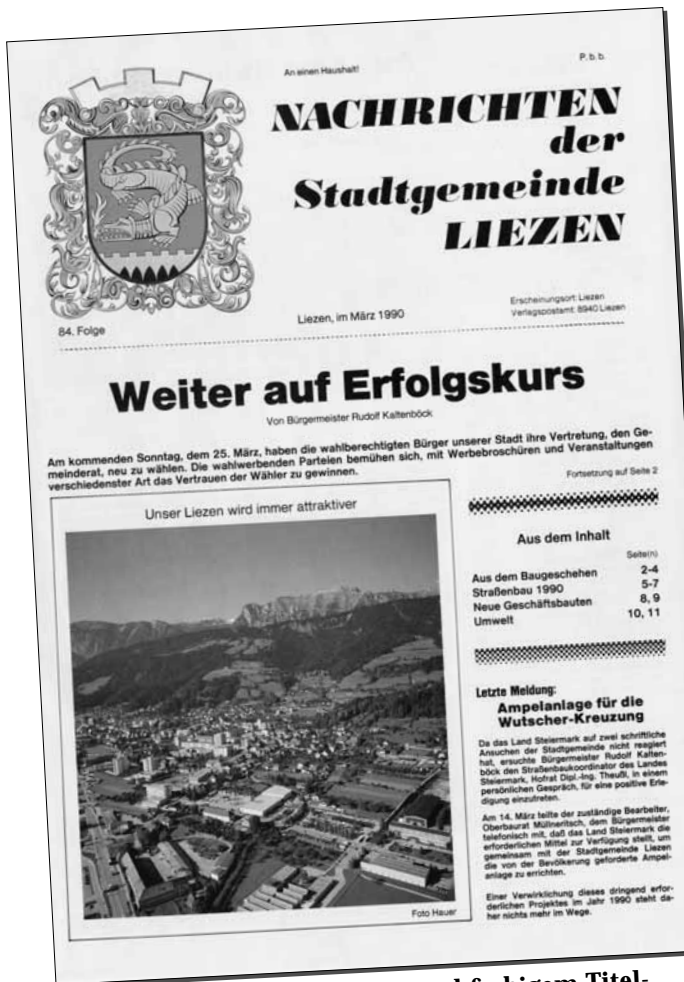 An einen Haushalt!
P. b. b.
NACHRICHTEN
der
Stadtgemeinde
LIEZEN
84. Folge
Liezen, im März 1990
Erscheinungsort: Liezen
Verlagspostamt: 8940 Liezen
Weiter auf Erfolgskurs
Von Bürgermeister Rudolf Kaltenböck
Am kommenden Sonntag, dem 25. März, haben die wahlberechtigten Bürger unserer Stadt ihre Vertretung, den Ge-
meinderat, neu zu wählen. Die wahlwerbenden Parteien bemühen sich, mit Werbebroschüren und Veranstaltungen
verschiedenster Art das Vertrauen der Wähler zu gewinnen.
Fortsetzung auf Seite 2
Unser Liezen wird immer attraktiver
Foto Hauer
Aus dem Inhalt
Seite(n)
Aus dem Baugeschehen 2-4
Straßenbau 1990 5-7
Neue Geschäftsbauten 8, 9
Umwelt 10, 11
Letzte Meldung:
Ampelanlage für die
Wutscher-Kreuzung
Da das Land Steiermark auf zwei schriftliche
Ansuchen der Stadtgemeinde nicht reagiert
hat, ersuchte Bürgermeister Rudolf Kalten-
böck den Straßenbaukoordinator des Landes
Steiermark, Hofrat Dipl.-Ing. Theußl, in einem
persönlichen Gespräch, für eine positive Erle-
digung einzutreten.
Am 14. März teilte der zuständige Bearbeiter,
Oberbaurat Müllneritsch, dem Bürgermeister
telefonisch mit, daß das Land Steiermark die
erforderlichen Mittel zur Verfügung stellt, um
gemeinsam mit der Stadtgemeinde Liezen
die von der Bevölkerung geforderte Ampel-
anlage zu errichten.
Einer Verwirklichung dieses dringend erfor-
derlichen Projektes im Jahr 1990 steht da-
her nichts mehr im Wege.
Titel-